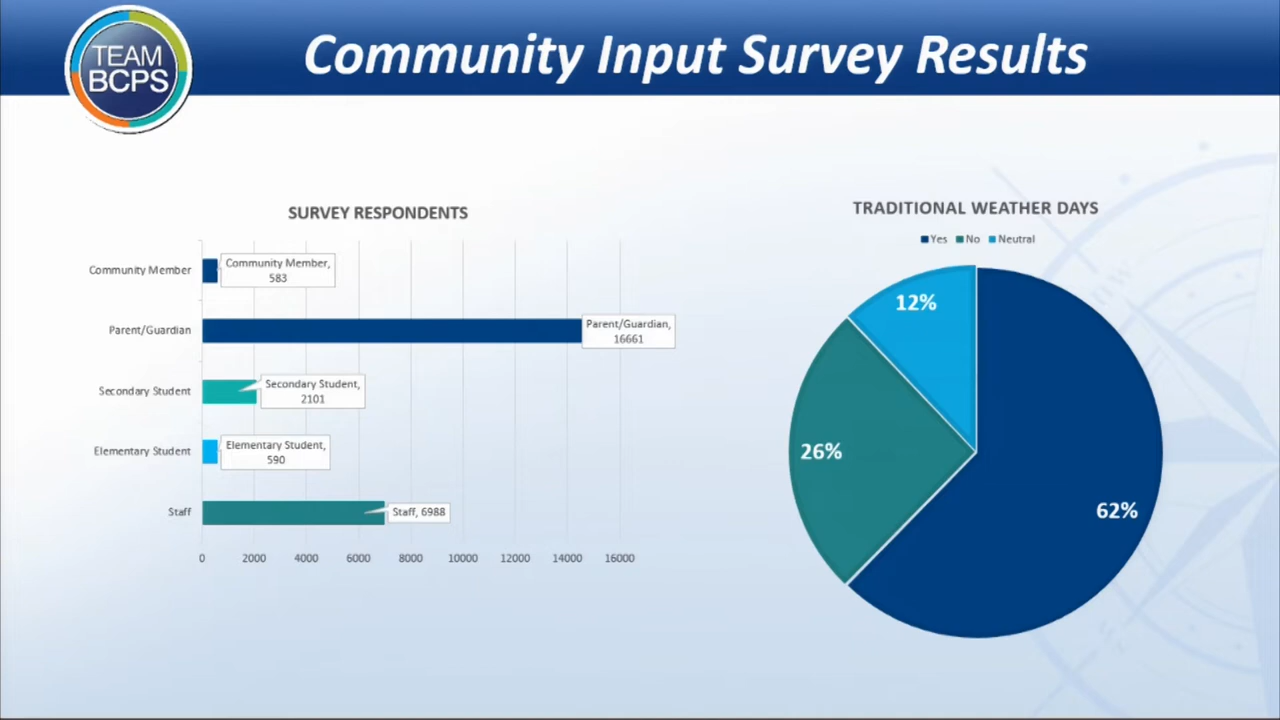 TEAM
BCPS
Community Input Survey Results
SURVEY RESPONDENTS
Community Member
Community Member,
583
Parent/Guardian
Parent/Guardian,
16661
Secondary Student
Secondary Student,
2101
Elementary Student
Elementary Student,
590
Staff
Staff, 6988
0 2000 4000 6000 8000 10000 12000 14000 16000
TRADITIONAL WEATHER DAYS
Yes No Neutral
12%
26%
62%